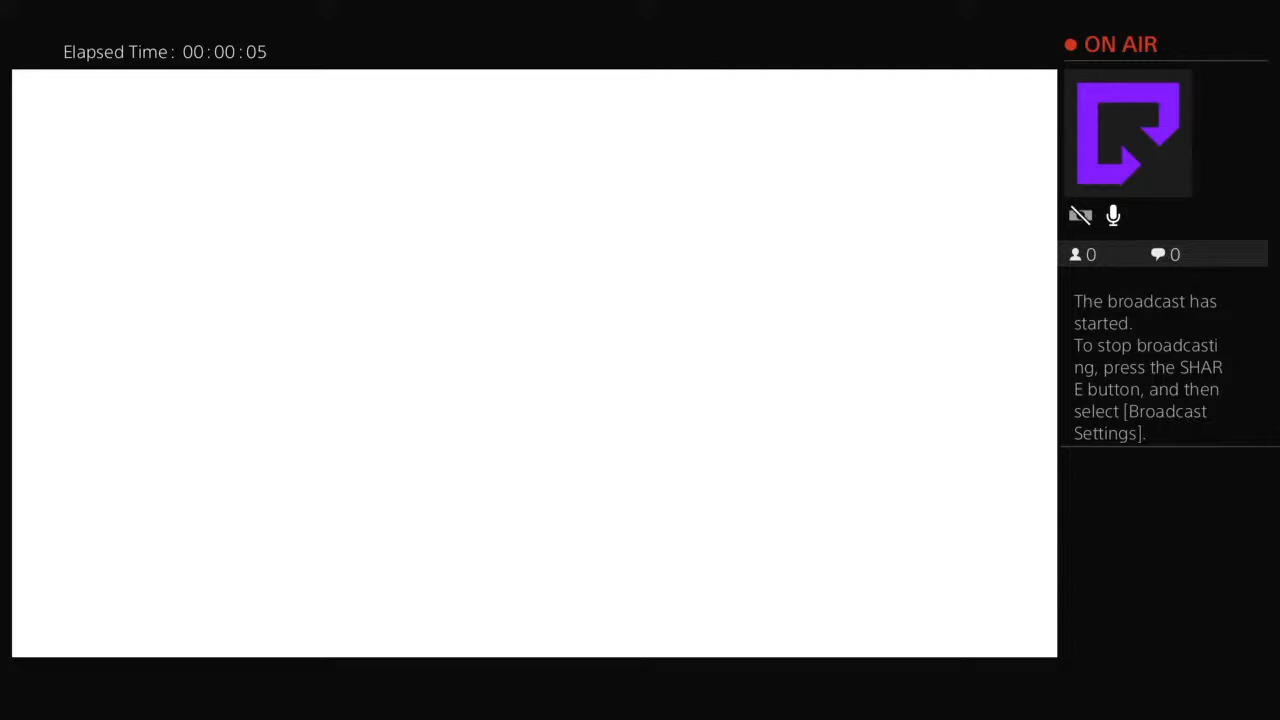 Elapsed Time: 00:00:05
ON AIR
0
0
The broadcast has
started.
To stop broadcasti
ng, press the SHAR
E button, and then
select [Broadcast
Settings].